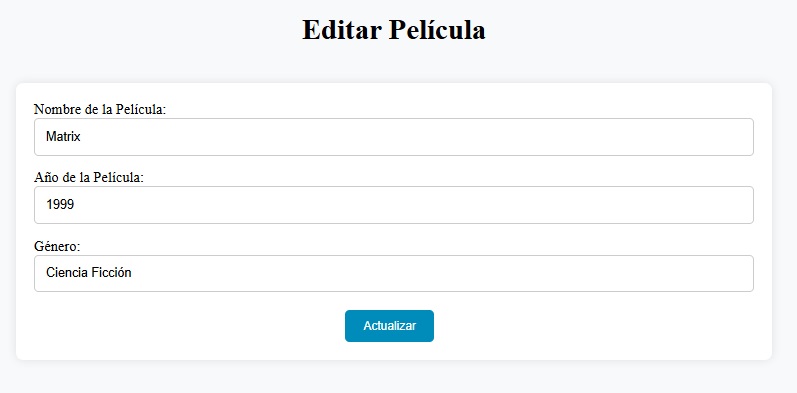 Editar Película
Nombre de la Película:
Matrix
Año de la Película:
1999
Género:
Ciencia Ficción
Actualizar